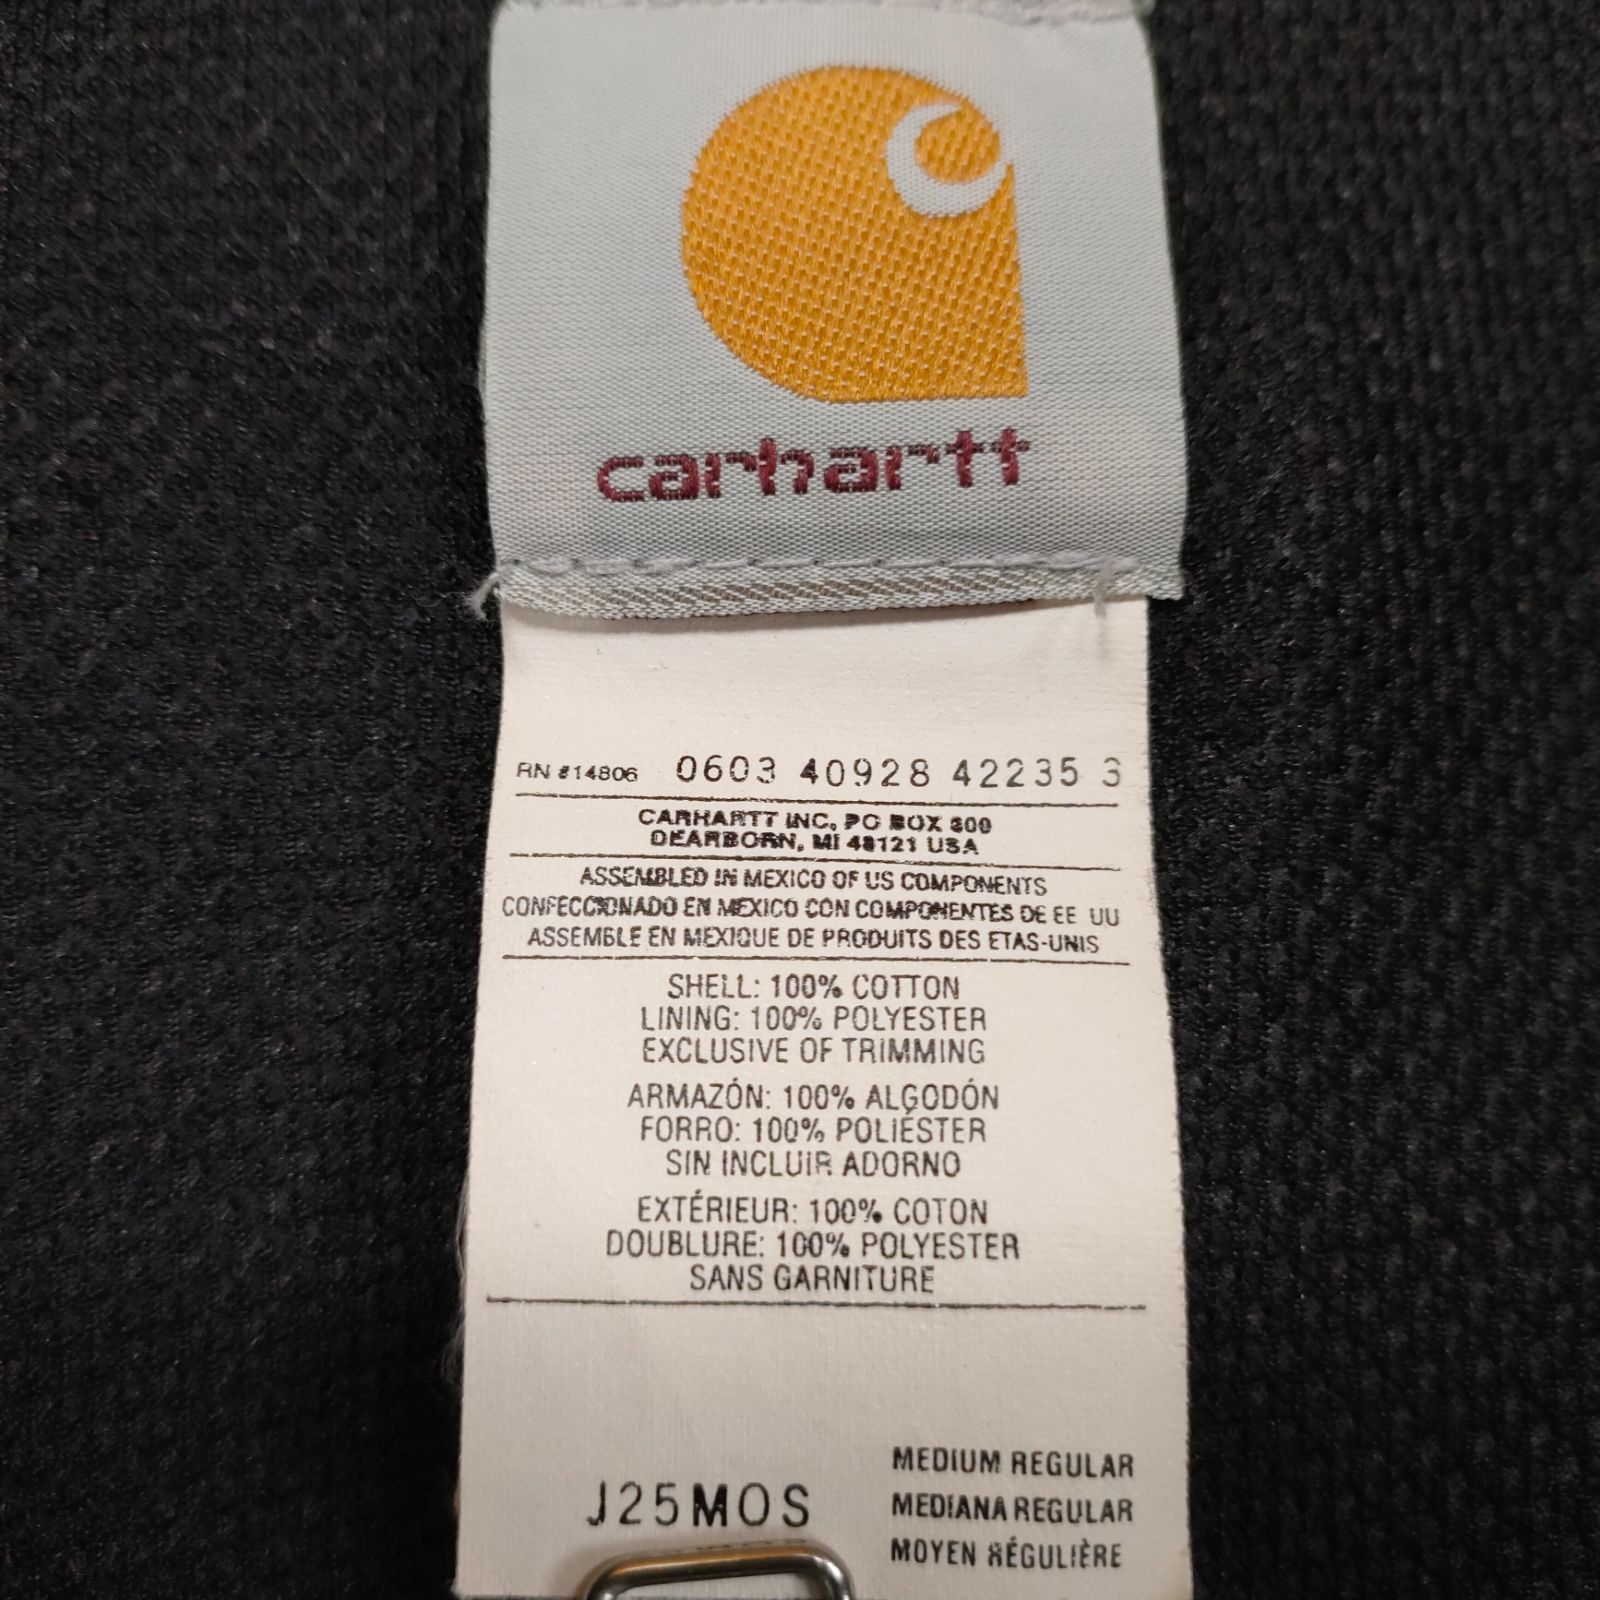 carhartt
RN #14806 0603 40928 42235 3
CARHARTT INC, PO BOX 600
DEARBORN, MI 48121 USA
ASSEMBLED IN MEXICO OF US COMPONENTS
CONFECCIONADO EN MEXICO CON COMPONENTES DE EE UU
ASSEMBLE EN MEXIQUE DE PRODUITS DES ETAS-UNIS
SHELL: 100% COTTON
LINING: 100% POLYESTER
EXCLUSIVE OF TRIMMING
ARMAZÓN: 100% ALGODÓN
FORRO: 100% POLIÉSTER
SIN INCLUIR ADORNO
EXTÉRIEUR: 100% COTON
DOUBLURE: 100% POLYESTER
SANS GARNITURE
J25MOS
MEDIUM REGULAR
MEDIANA REGULAR
MOYEN RÉGULIÈRE